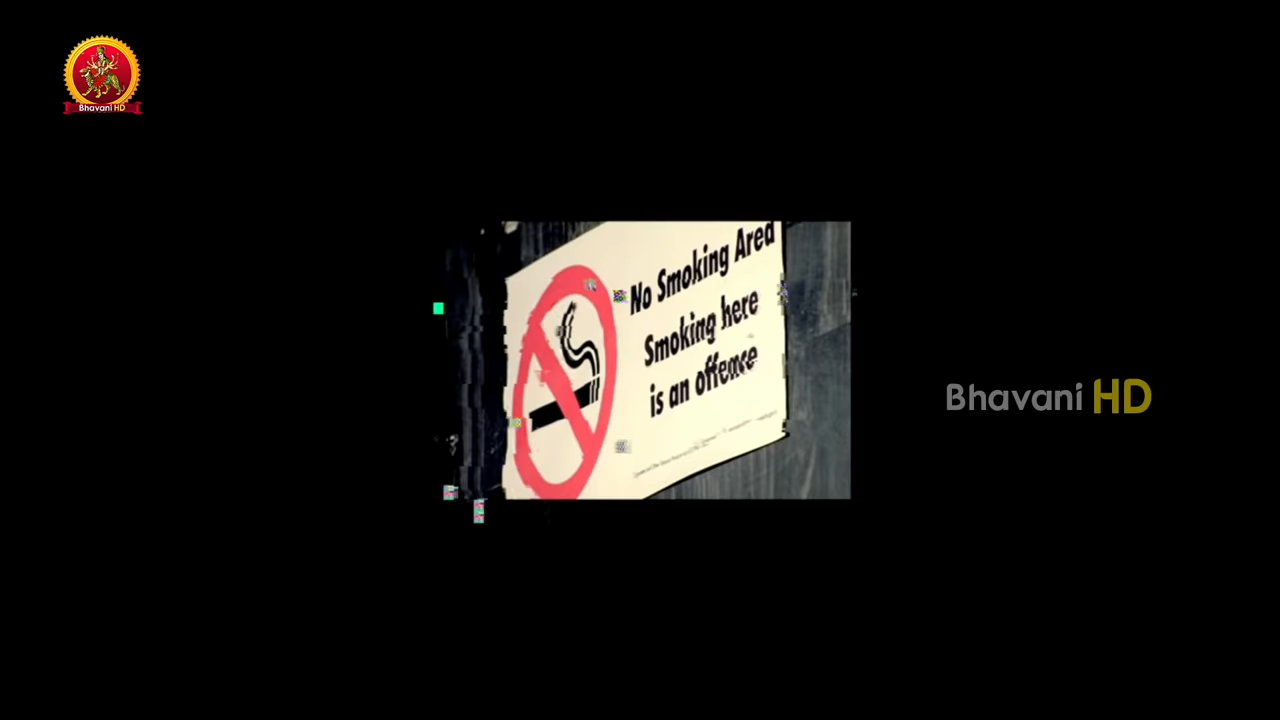 Bhavani HD
No Smoking Area
Smoking here
is an offence
Bhavani HD